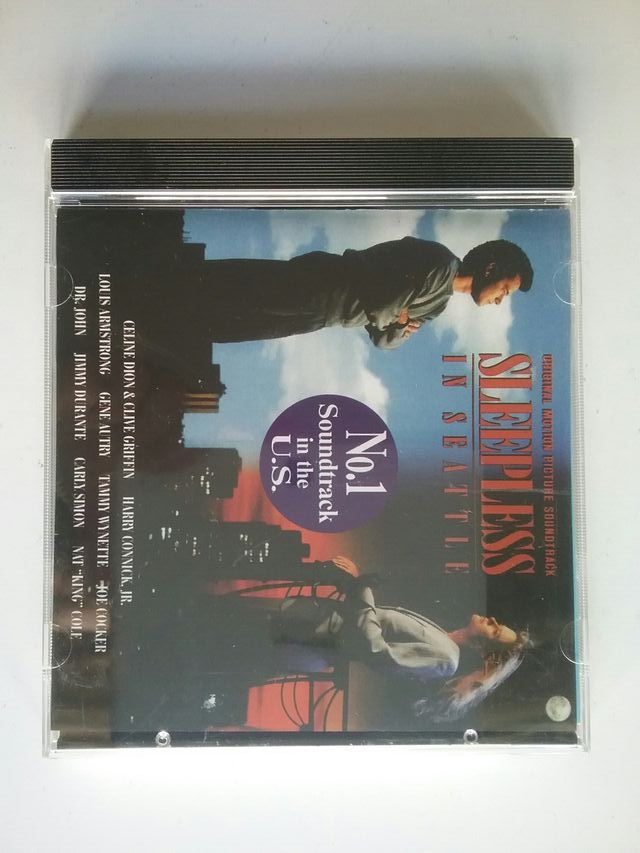 ORIGINAL MOTION PICTURE SOUNDTRACK
SLEEPLESS
IN SEATTLE
No.1
Soundtrack
in the
U.S.
CELINE DION & CLIVE GRIFFIN HARRY CONNICK, JR.
LOUIS ARMSTRONG GENE AUTRY TAMMY WYNETTE JOE COCKER
DR. JOHN JIMMY DURANTE CARLY SIMON NAT "KING" COLE